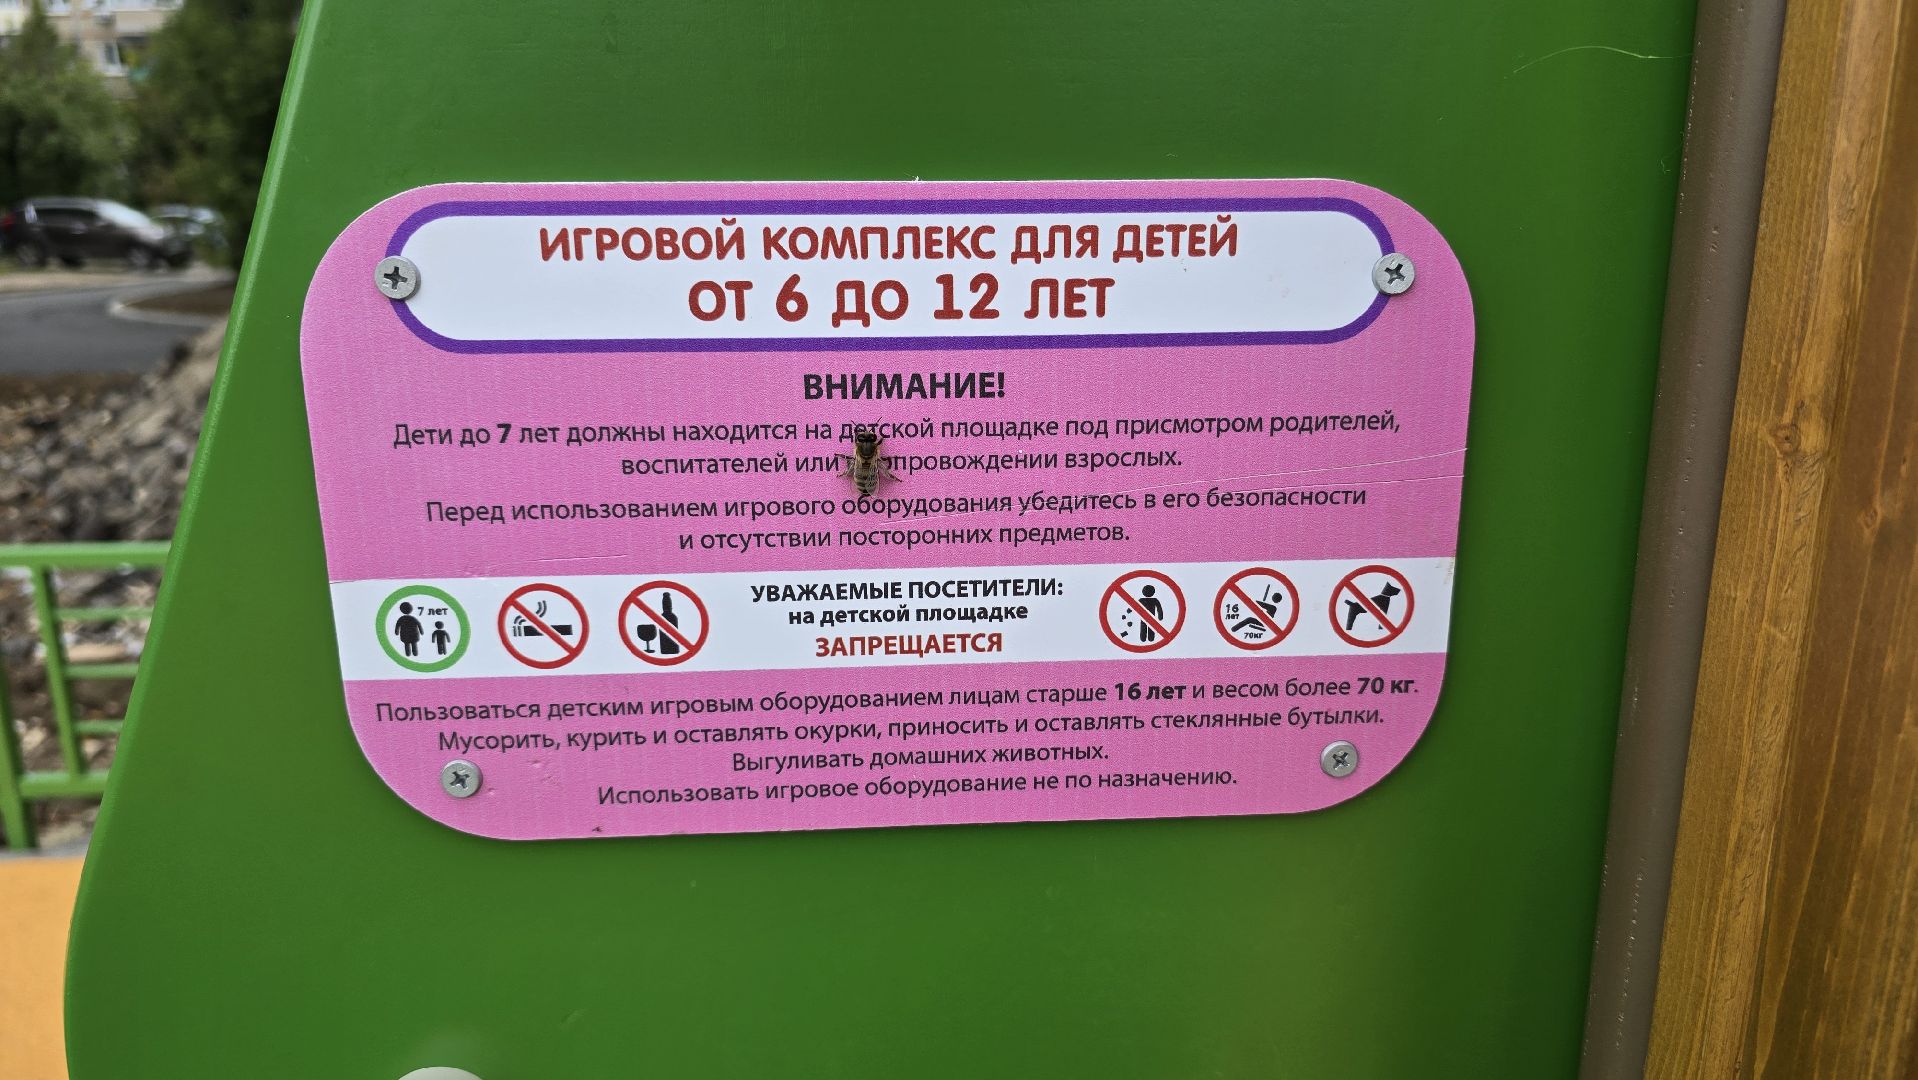 ИГРОВОЙ КОМПЛЕКС ДЛЯ ДЕТЕЙ
ОТ 6 ДО 12 ЛЕТ
ВНИМАНИЕ!
Дети до 7 лет должны находится на детской площадке под присмотром родителей,
воспитателей или сопровождении взрослых.
Перед использованием игрового оборудования убедитесь в его безопасности
и отсутствии посторонних предметов.
7 лет
УВАЖАЕМЫЕ ПОСЕТИТЕЛИ:
на детской площадке
ЗАПРЕЩАЕТСЯ
16 лет
70кг
Пользоваться детским игровым оборудованием лицам старше 16 лет и весом более 70 кг.
Мусорить, курить и оставлять окурки, приносить и оставлять стеклянные бутылки.
Выгуливать домашних животных.
Использовать игровое оборудование не по назначению.